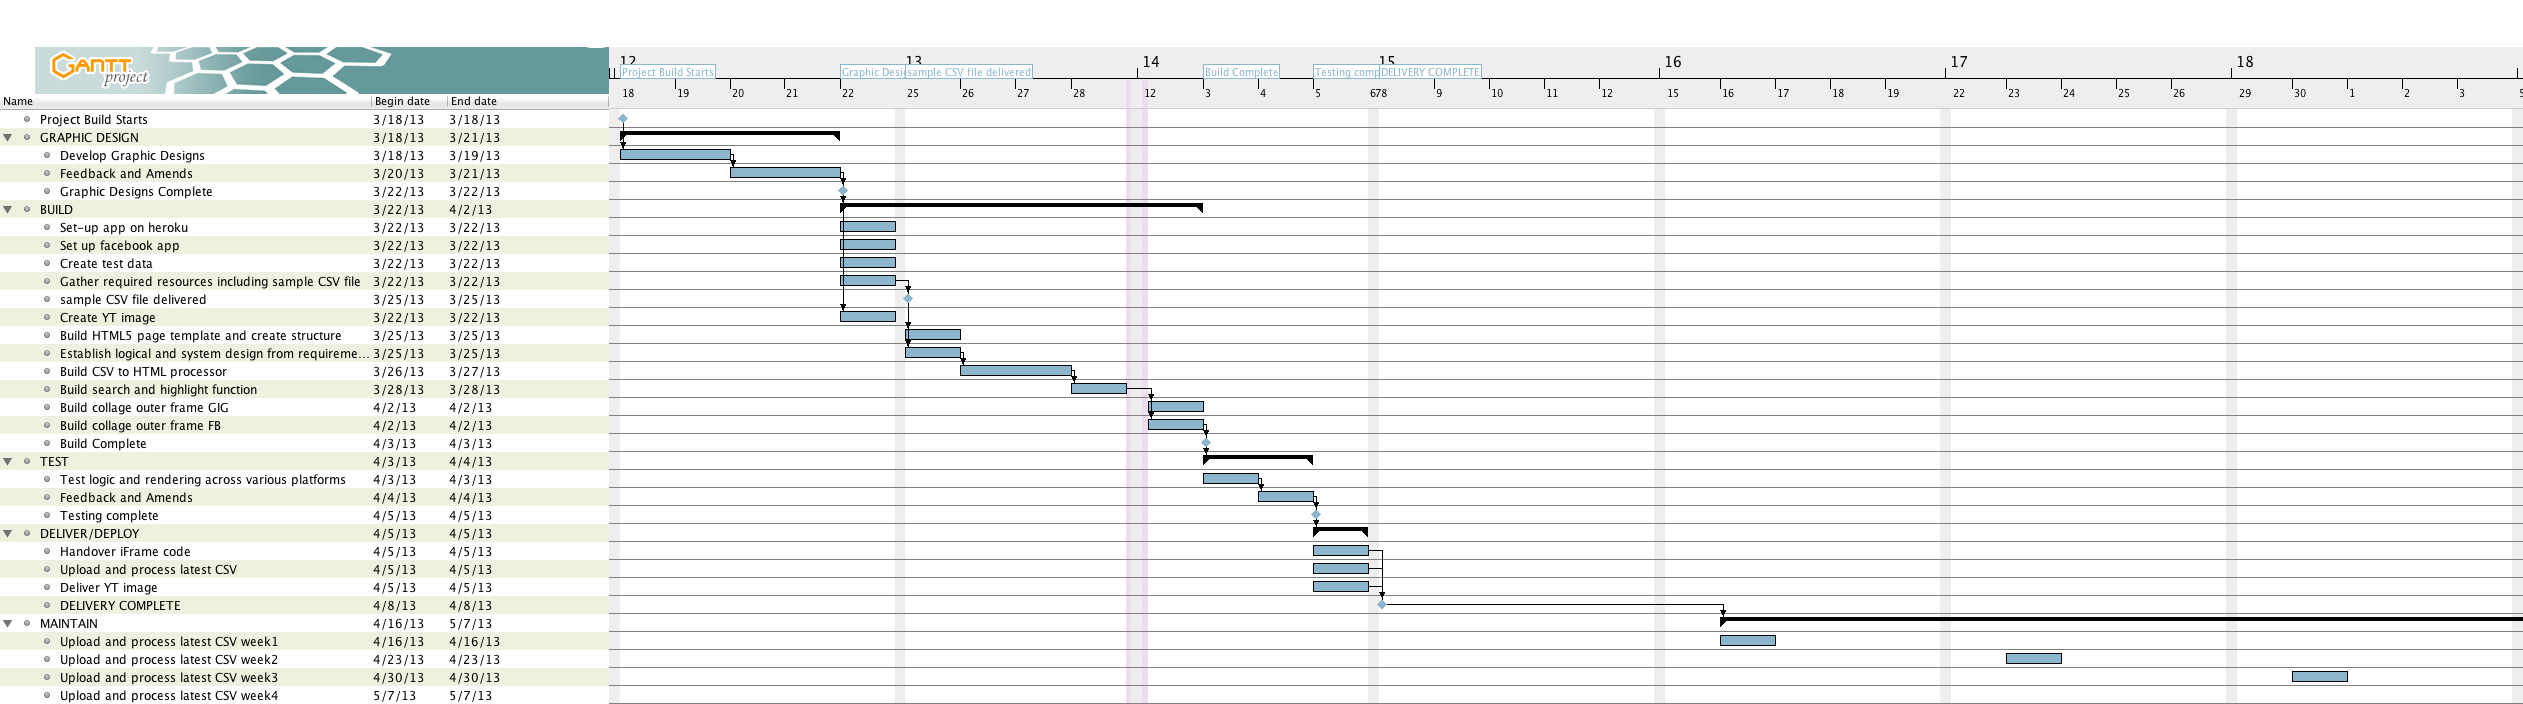 GANTT
project
12 13 14 15 16 17 18
Project Build Starts Graphic Desi sample CSV file delivered Build Complete Testing comp DELIVERY COMPLETE
18 19 20 21 22 25 26 27 28 1 2 3 4 5 6 7 8 9 10 11 12 15 16 17 18 19 22 23 24 25 26 29 30 1 2 3
Name Begin date End date
Project Build Starts 3/18/13 3/18/13
GRAPHIC DESIGN 3/18/13 3/21/13
Develop Graphic Designs 3/18/13 3/19/13
Feedback and Amends 3/20/13 3/21/13
Graphic Designs Complete 3/22/13 3/22/13
BUILD 3/22/13 4/2/13
Set-up app on heroku 3/22/13 3/22/13
Set up facebook app 3/22/13 3/22/13
Create test data 3/22/13 3/22/13
Gather required resources including sample CSV file 3/22/13 3/22/13
sample CSV file delivered 3/25/13 3/25/13
Create YT image 3/22/13 3/22/13
Build HTML5 page template and create structure 3/25/13 3/25/13
Establish logical and system design from requireme... 3/25/13 3/25/13
Build CSV to HTML processor 3/26/13 3/27/13
Build search and highlight function 3/28/13 3/28/13
Build collage outer frame GIG 4/2/13 4/2/13
Build collage outer frame FB 4/2/13 4/2/13
Build Complete 4/3/13 4/3/13
TEST 4/3/13 4/4/13
Test logic and rendering across various platforms 4/3/13 4/3/13
Feedback and Amends 4/4/13 4/4/13
Testing complete 4/5/13 4/5/13
DELIVER/DEPLOY 4/5/13 4/5/13
Handover iFrame code 4/5/13 4/5/13
Upload and process latest CSV 4/5/13 4/5/13
Deliver YT image 4/5/13 4/5/13
DELIVERY COMPLETE 4/8/13 4/8/13
MAINTAIN 4/16/13 5/7/13
Upload and process latest CSV week1 4/16/13 4/16/13
Upload and process latest CSV week2 4/23/13 4/23/13
Upload and process latest CSV week3 4/30/13 4/30/13
Upload and process latest CSV week4 5/7/13 5/7/13